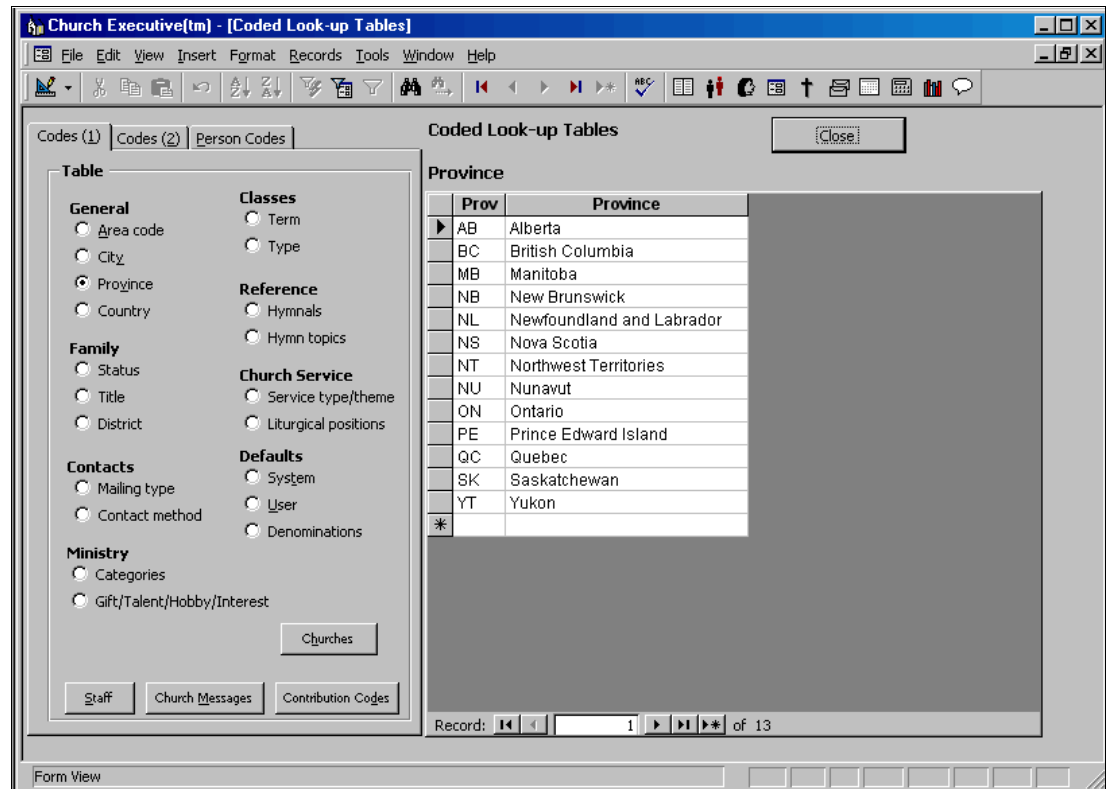 Church Executive(tm) - [Coded Look-up Tables]
File Edit View Insert Format Records Tools Window Help
ABC
Codes (1) Codes (2) Person Codes
Table
General
Area code
City
Province
Country
Family
Status
Title
District
Contacts
Mailing type
Contact method
Ministry
Categories
Gift/Talent/Hobby/Interest
Classes
Term
Type
Reference
Hymnals
Hymn topics
Church Service
Service type/theme
Liturgical positions
Defaults
System
User
Denominations
Churches
Staff Church Messages Contribution Codes
Coded Look-up Tables
Close
Province
Prov Province
AB Alberta
BC British Columbia
MB Manitoba
NB New Brunswick
NL Newfoundland and Labrador
NS Nova Scotia
NT Northwest Territories
NU Nunavut
ON Ontario
PE Prince Edward Island
QC Quebec
SK Saskatchewan
YT Yukon
Record: 1 of 13
Form View